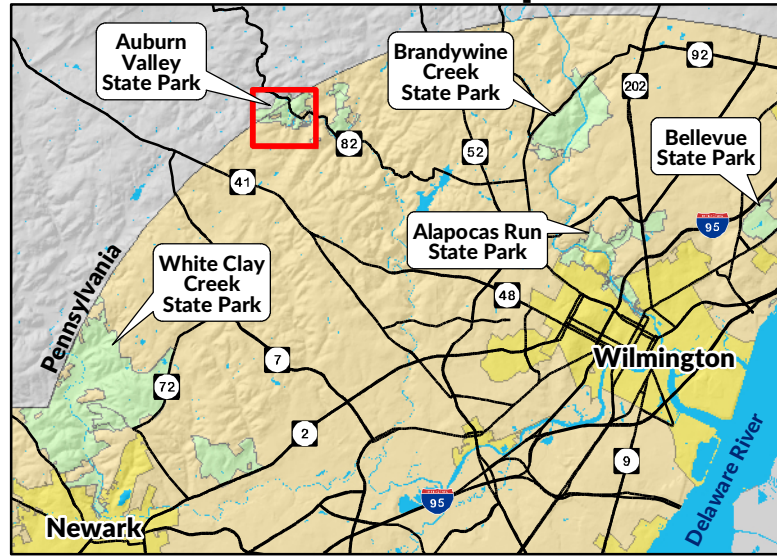 Auburn
Valley
State Park
Brandywine
Creek
State Park
92
202
82
52
Bellevue
State Park
41
95
Alapocas Run
State Park
White Clay
Creek
State Park
48
Pennsylvania
Wilmington
7
72
2
9
95
Delaware River
Newark